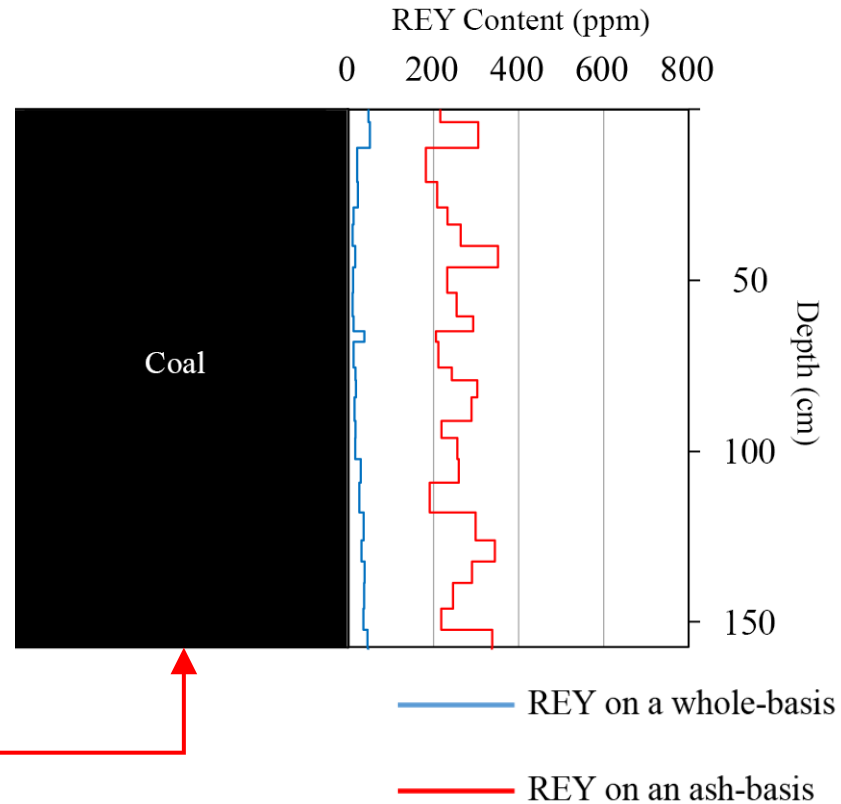 REY Content (ppm)
0 200 400 600 800
50
Coal
Depth (cm)
100
150
REY on a whole-basis
REY on an ash-basis